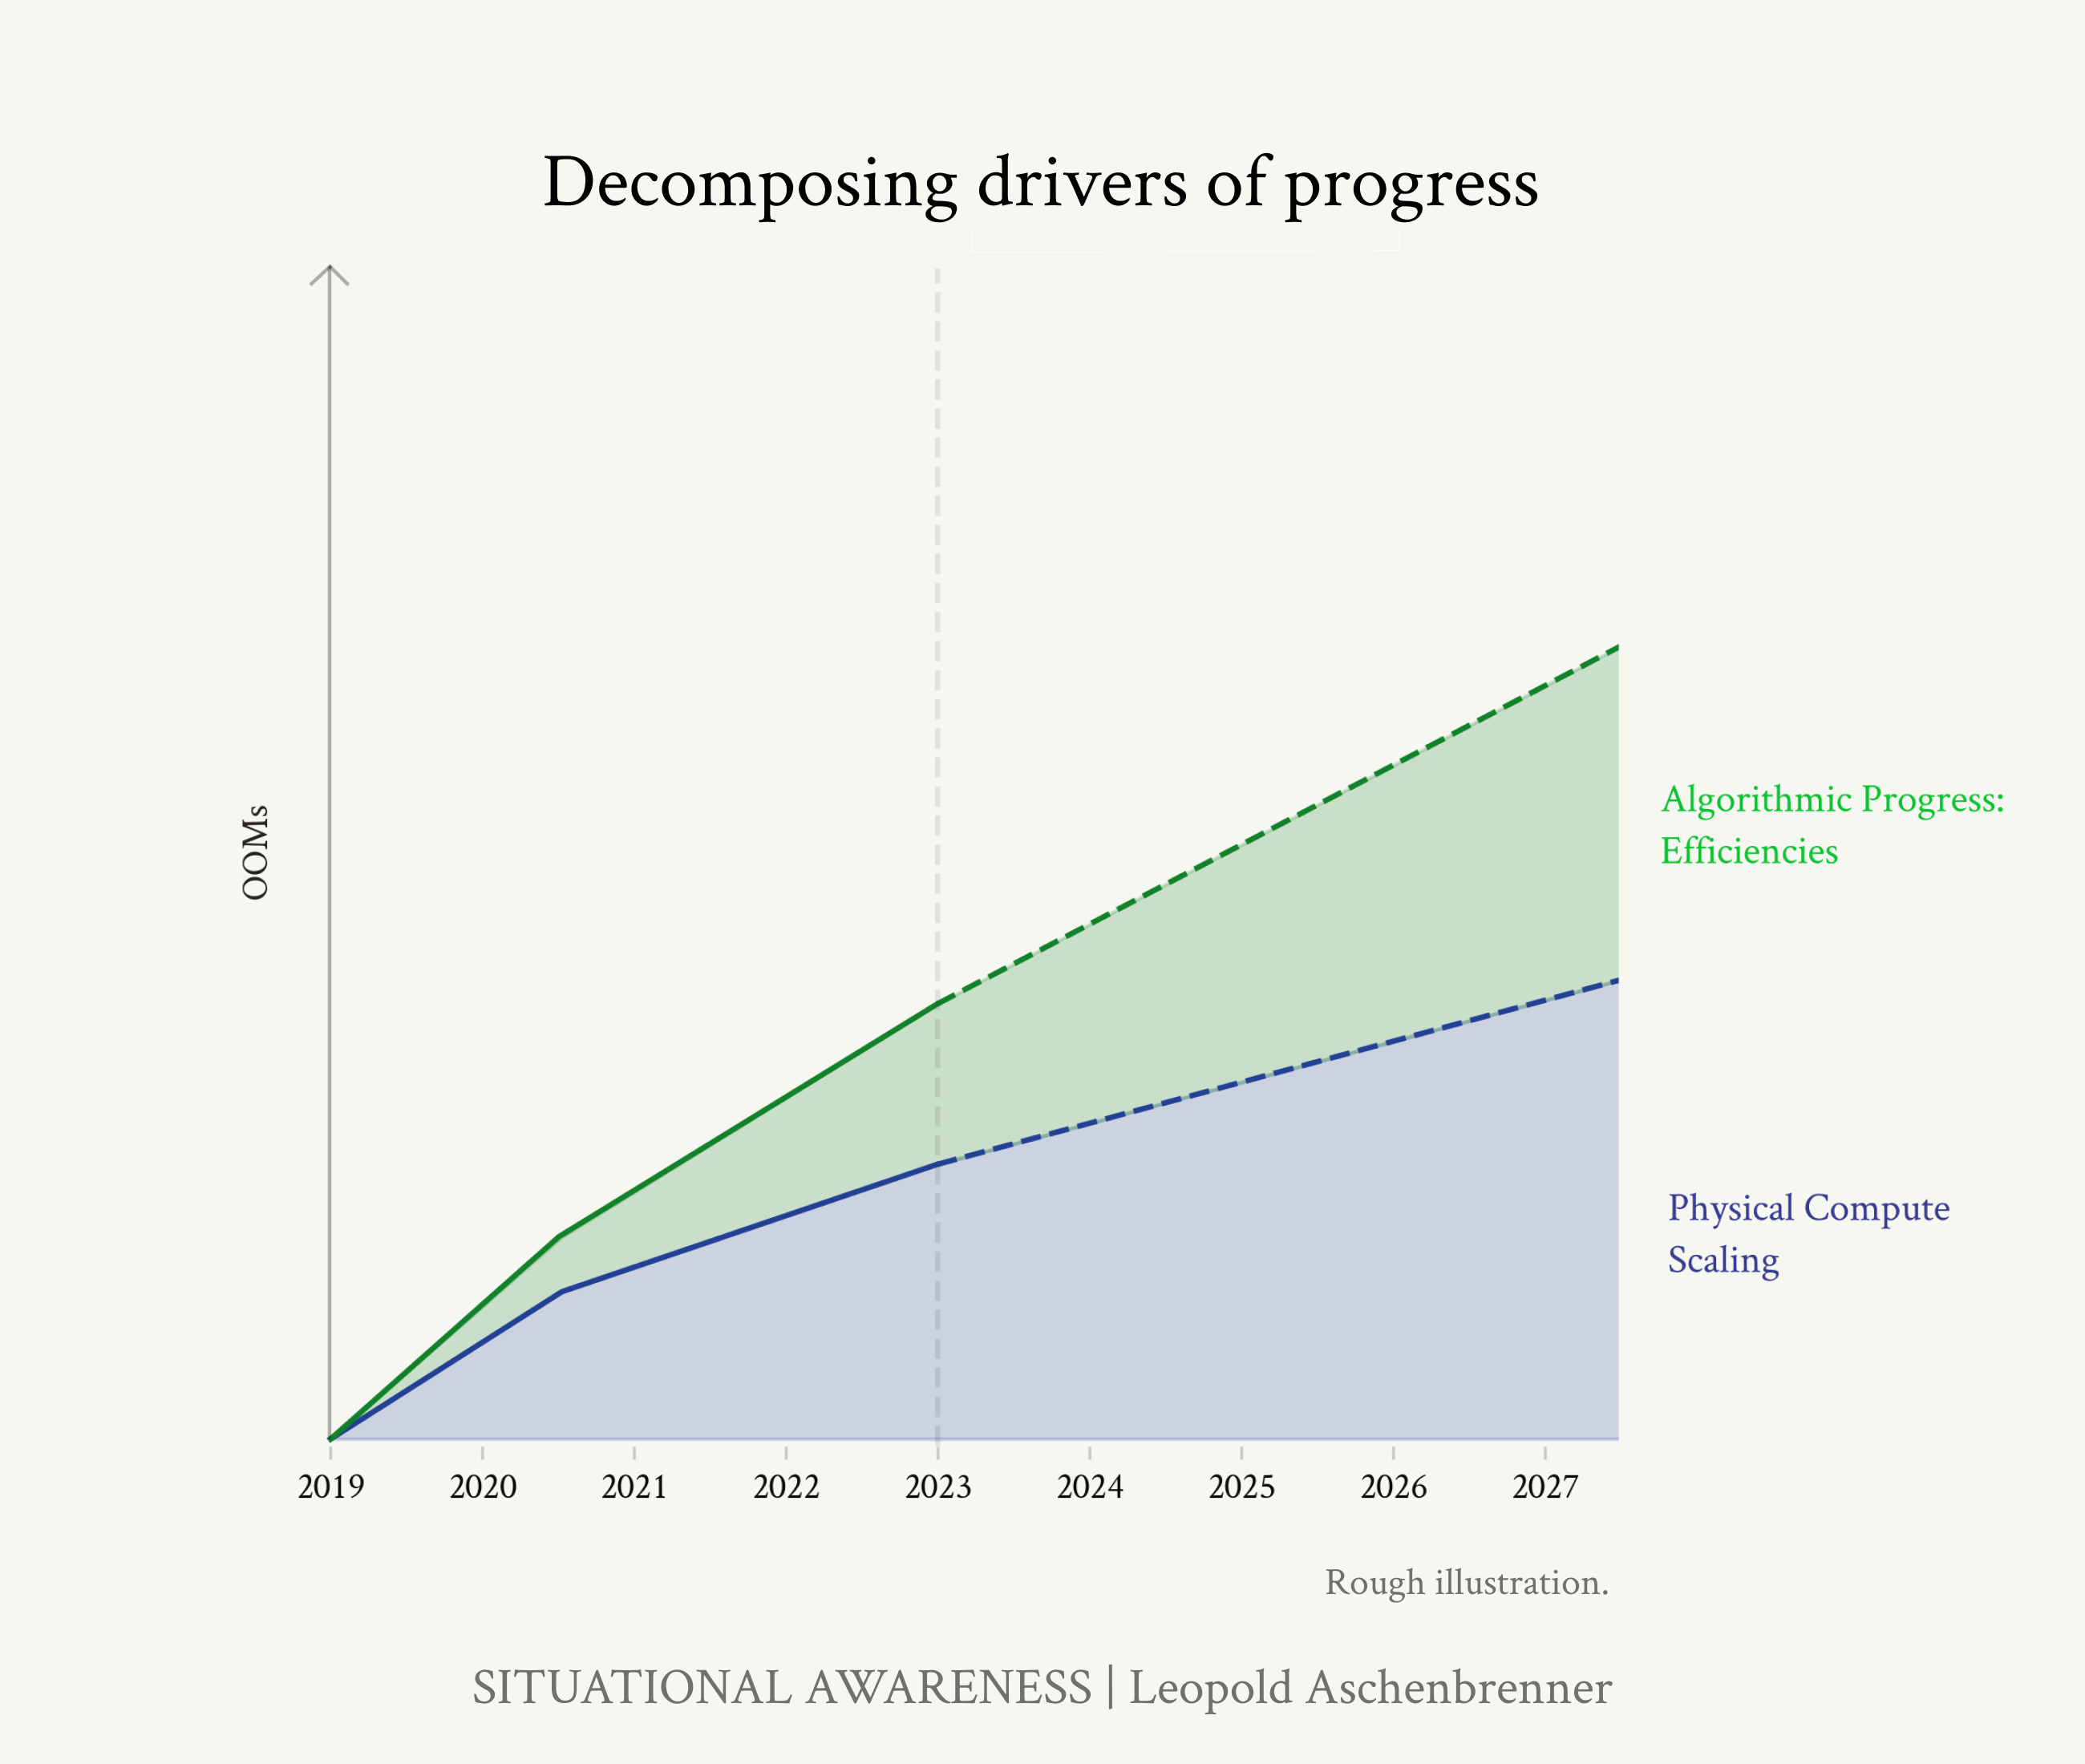 Decomposing drivers of progress
OOMs
Algorithmic Progress:
Efficiencies
Physical Compute
Scaling
2019 2020 2021 2022 2023 2024 2025 2026 2027
Rough illustration.
SITUATIONAL AWARENESS | Leopold Aschenbrenner